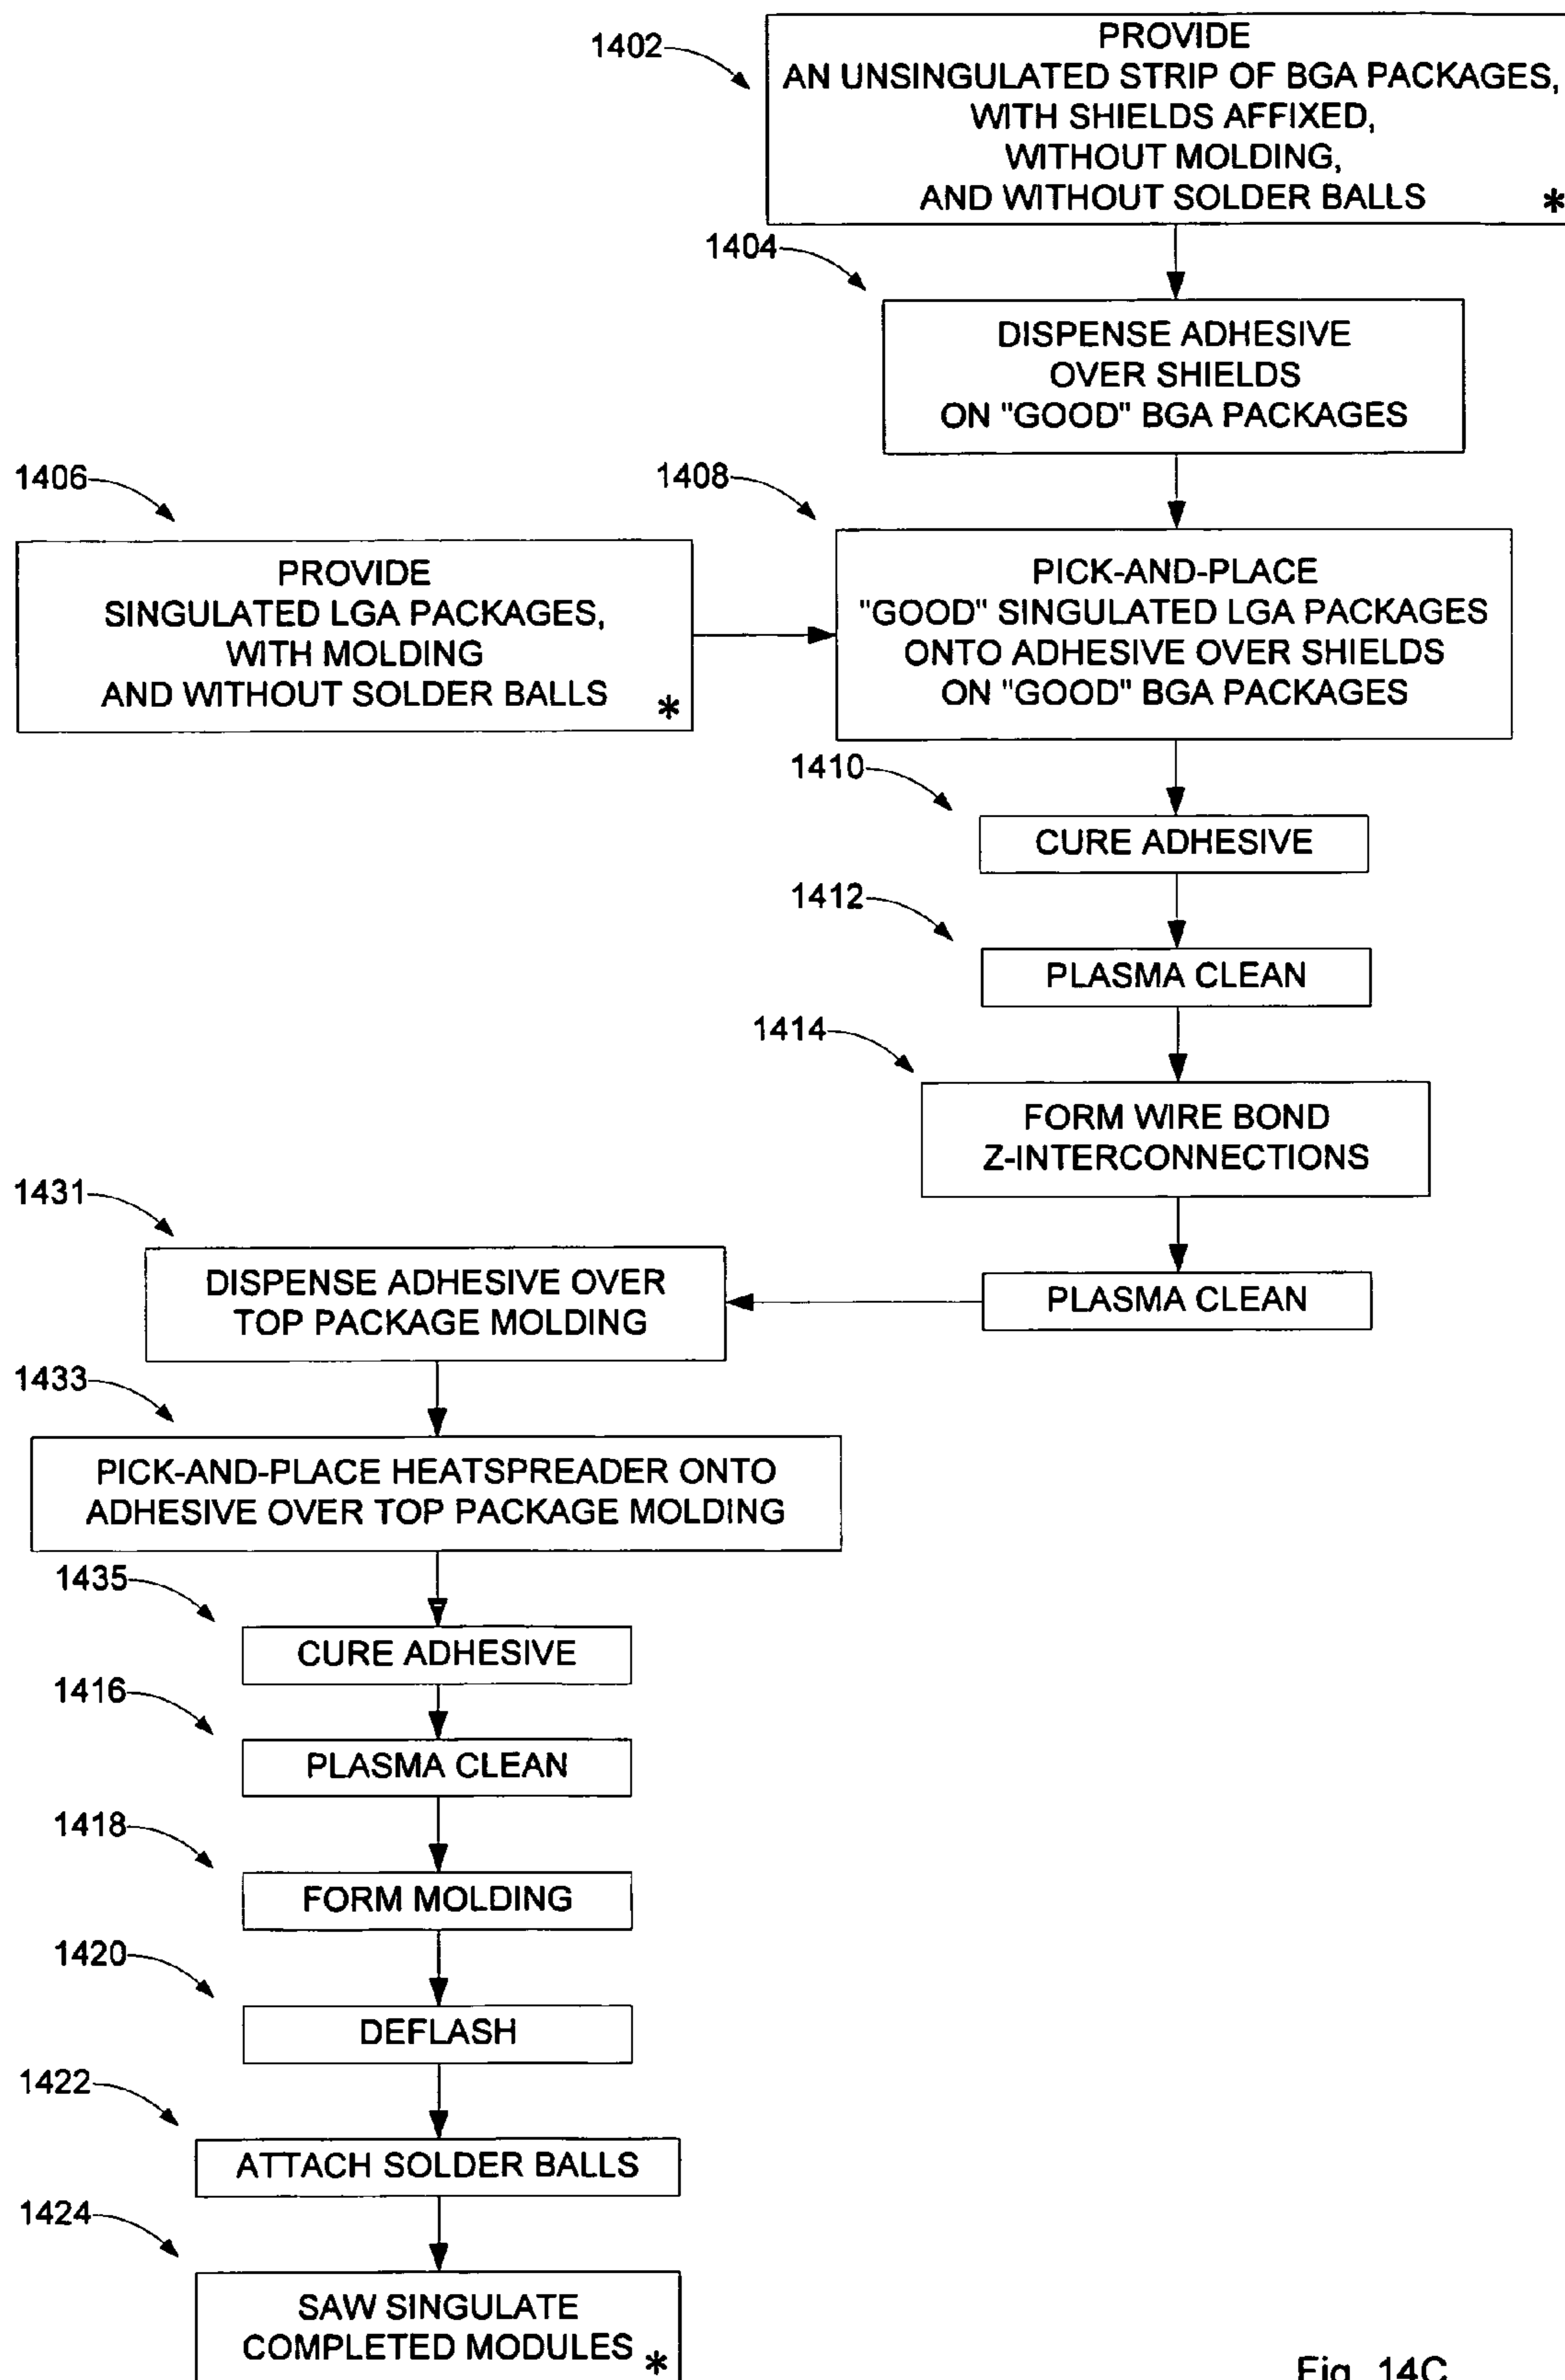 1402
PROVIDE
AN UNSINGULATED STRIP OF BGA PACKAGES,
WITH SHIELDS AFFIXED,
WITHOUT MOLDING,
AND WITHOUT SOLDER BALLS *
1404
DISPENSE ADHESIVE
OVER SHIELDS
ON "GOOD" BGA PACKAGES
1406
PROVIDE
SINGULATED LGA PACKAGES,
WITH MOLDING
AND WITHOUT SOLDER BALLS *
1408
PICK-AND-PLACE
"GOOD" SINGULATED LGA PACKAGES
ONTO ADHESIVE OVER SHIELDS
ON "GOOD" BGA PACKAGES
1410
CURE ADHESIVE
1412
PLASMA CLEAN
1414
FORM WIRE BOND
Z-INTERCONNECTIONS
PLASMA CLEAN
1431
DISPENSE ADHESIVE OVER
TOP PACKAGE MOLDING
1433
PICK-AND-PLACE HEATSPREADER ONTO
ADHESIVE OVER TOP PACKAGE MOLDING
1435
CURE ADHESIVE
1416
PLASMA CLEAN
1418
FORM MOLDING
1420
DEFLASH
1422
ATTACH SOLDER BALLS
1424
SAW SINGULATE
COMPLETED MODULES *
Fig. 14C